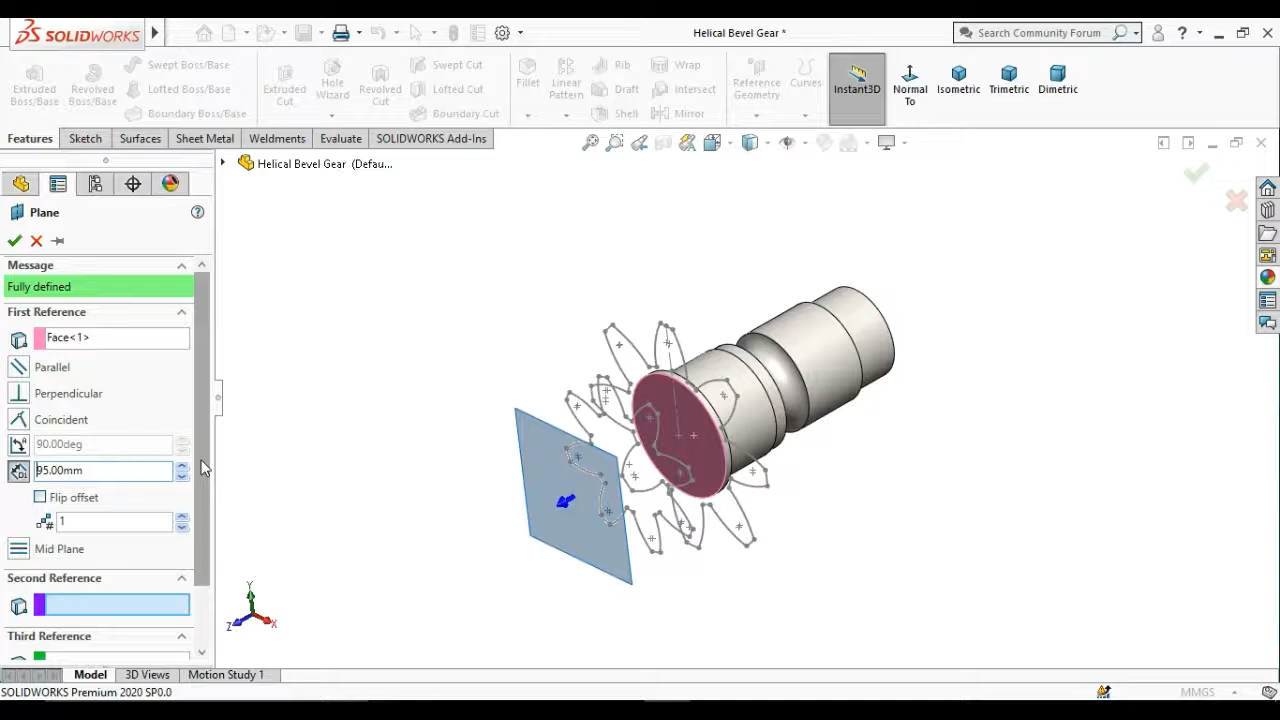 SOLIDWORKS
Helical Bevel Gear *
Search Community Forum
?
Extruded Boss/Base
Revolved Boss/Base
Swept Boss/Base
Lofted Boss/Base
Boundary Boss/Base
Extruded Cut
Hole Wizard
Revolved Cut
Swept Cut
Lofted Cut
Boundary Cut
Fillet
Linear Pattern
Rib
Draft
Shell
Wrap
Intersect
Mirror
Reference Geometry
Curves
Instant3D
Normal To
Isometric
Trimetric
Dimetric
Features
Sketch
Surfaces
Sheet Metal
Weldments
Evaluate
SOLIDWORKS Add-Ins
Helical Bevel Gear (Defau...
Plane
?
Message
Fully defined
First Reference
Face<1>
Parallel
Perpendicular
Coincident
90.00deg
95.00mm
Flip offset
1
Mid Plane
Second Reference
Third Reference
Y
Z
X
Model
3D Views
Motion Study 1
SOLIDWORKS Premium 2020 SP0.0
MMGS